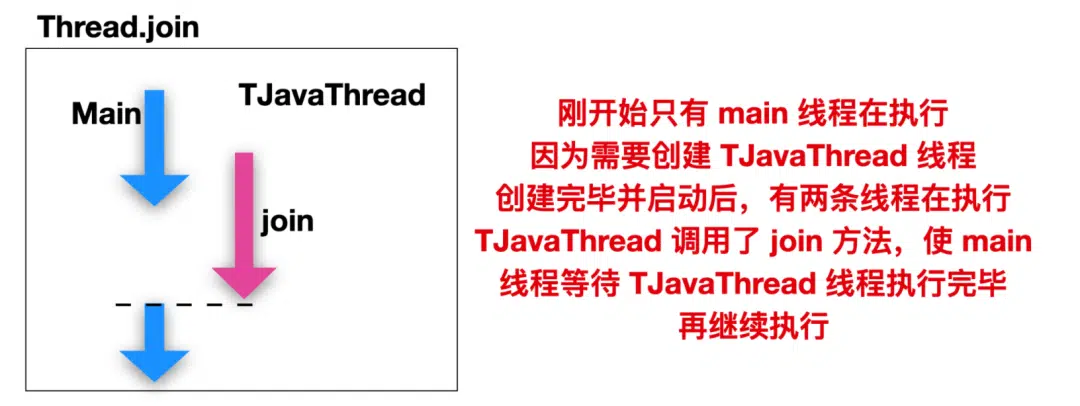 Thread.join
Main
TJavaThread
join
刚开始只有 main 线程在执行
因为需要创建 TJavaThread 线程
创建完毕并启动后，有两条线程在执行
TJavaThread 调用了 join 方法，使 main
线程等待 TJavaThread 线程执行完毕
再继续执行